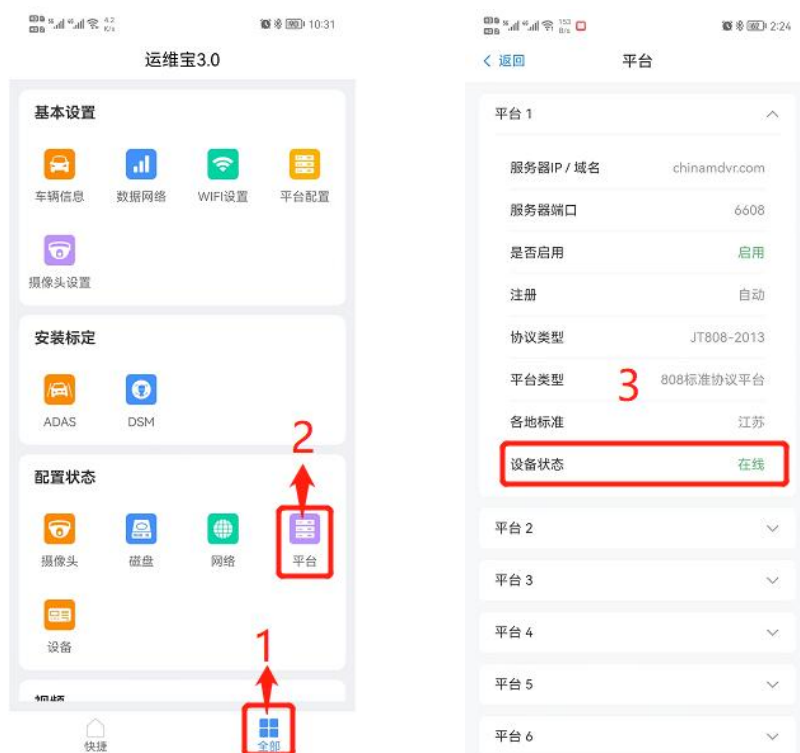 4.2
K/s
10:31
运维宝3.0
基本设置
车辆信息 数据网络 WIFI设置 平台配置
摄像头设置
安装标定
ADAS DSM
2
配置状态
摄像头 磁盘 网络 平台
设备
1
视频
快捷 全部
153
B/s
2:24
返回 平台
平台 1
服务器IP / 域名 chinamdvr.com
服务器端口 6608
是否启用 启用
注册 自动
协议类型 JT808-2013
平台类型 808标准协议平台
3
各地标准 江苏
设备状态 在线
平台 2
平台 3
平台 4
平台 5
平台 6